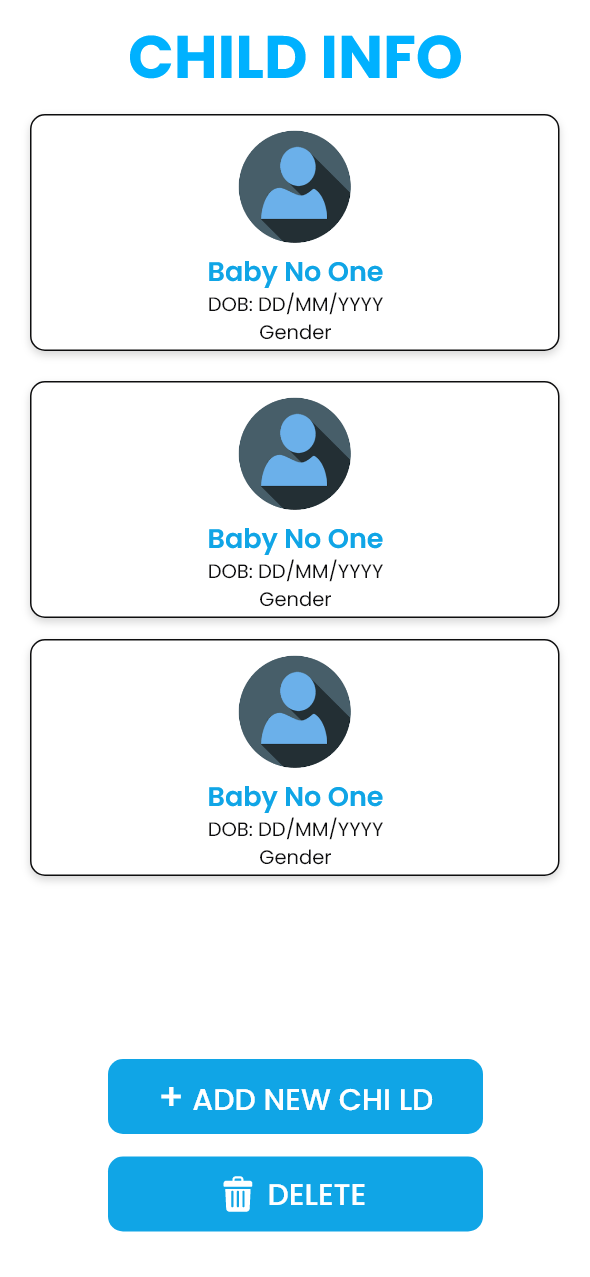 CHILD INFO
Baby No One
DOB: DD/MM/YYYY
Gender
Baby No One
DOB: DD/MM/YYYY
Gender
Baby No One
DOB: DD/MM/YYYY
Gender
+ ADD NEW CHI LD
DELETE